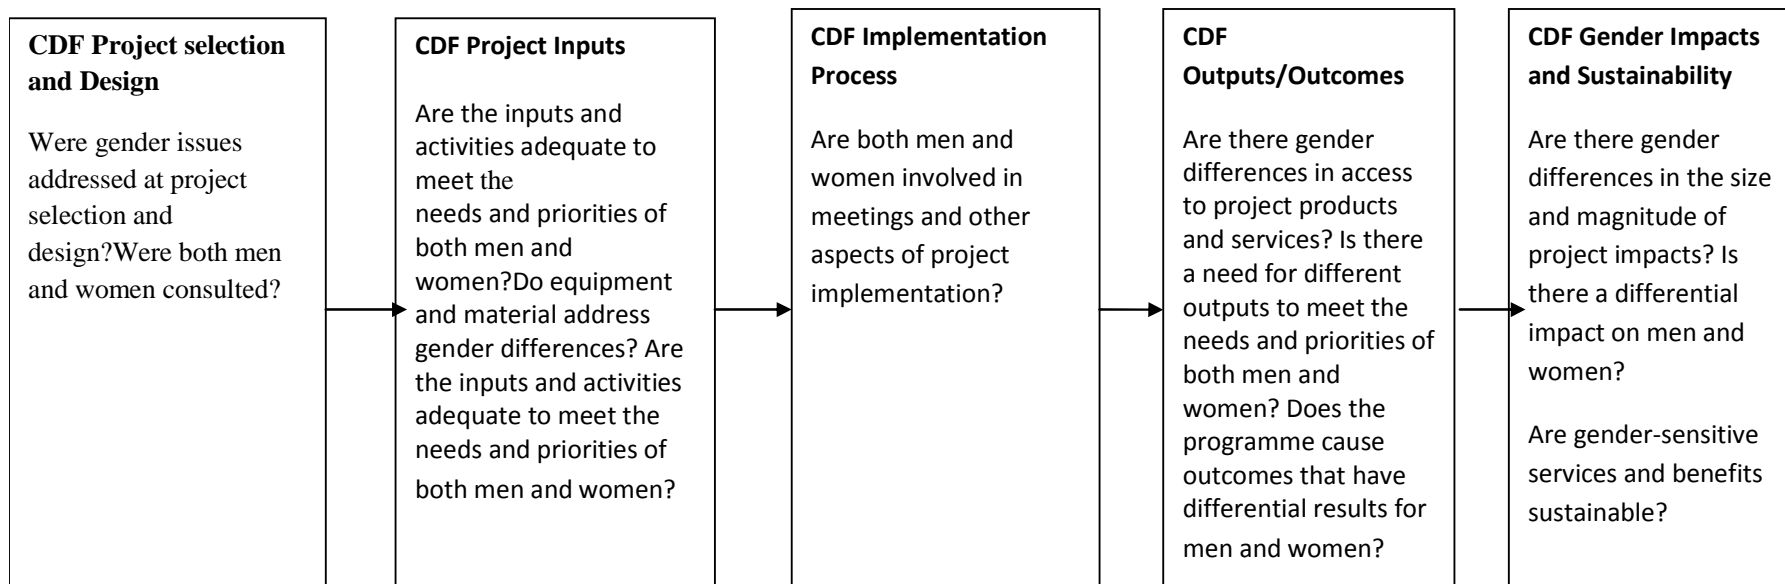 CDF Project selection
and Design
Were gender issues
addressed at project
selection and
design?Were both men
and women consulted?
CDF Project Inputs
Are the inputs and
activities adequate to
meet the
needs and priorities of
both men and
women?Do equipment
and material address
gender differences? Are
the inputs and activities
adequate to meet the
needs and priorities of
both men and women?
CDF Implementation
Process
Are both men and
women involved in
meetings and other
aspects of project
implementation?
CDF
Outputs/Outcomes
Are there gender
differences in access
to project products
and services? Is there
a need for different
outputs to meet the
needs and priorities of
both men and
women? Does the
programme cause
outcomes that have
differential results for
men and women?
CDF Gender Impacts
and Sustainability
Are there gender
differences in the size
and magnitude of
project impacts? Is
there a differential
impact on men and
women?
Are gender-sensitive
services and benefits
sustainable?